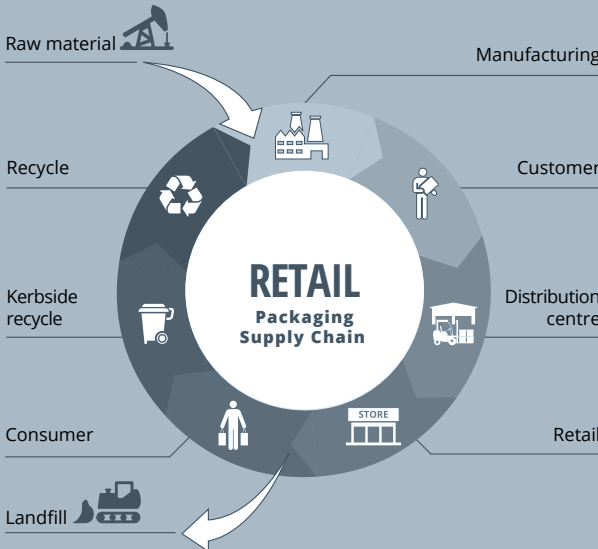 Raw material
Manufacturing
Recycle
Customer
RETAIL
Packaging
Supply Chain
Kerbside
recycle
Distribution
centre
STORE
Consumer
Retail
Landfill